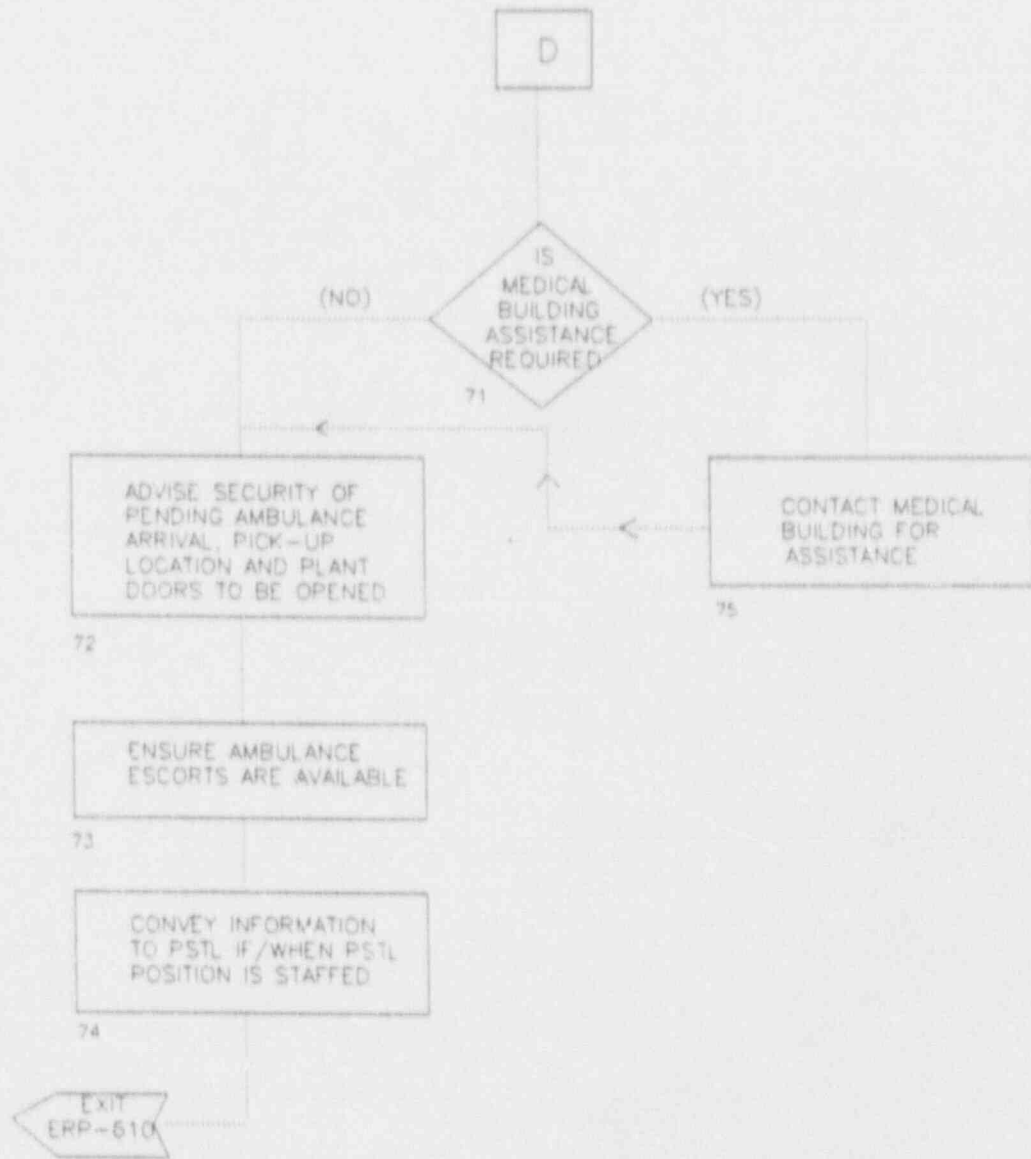 D
IS
MEDICAL
BUILDING
ASSISTANCE
REQUIRED
(NO)
(YES)
71
ADVISE SECURITY OF
PENDING AMBULANCE
ARRIVAL, PICK-UP
LOCATION AND PLANT
DOORS TO BE OPENED
72
CONTACT MEDICAL
BUILDING FOR
ASSISTANCE
75
ENSURE AMBULANCE
ESCORTS ARE AVAILABLE
73
CONVEY INFORMATION
TO PSTL IF/WHEN PSTL
POSITION IS STAFFED
74
EXIT
ERP-610